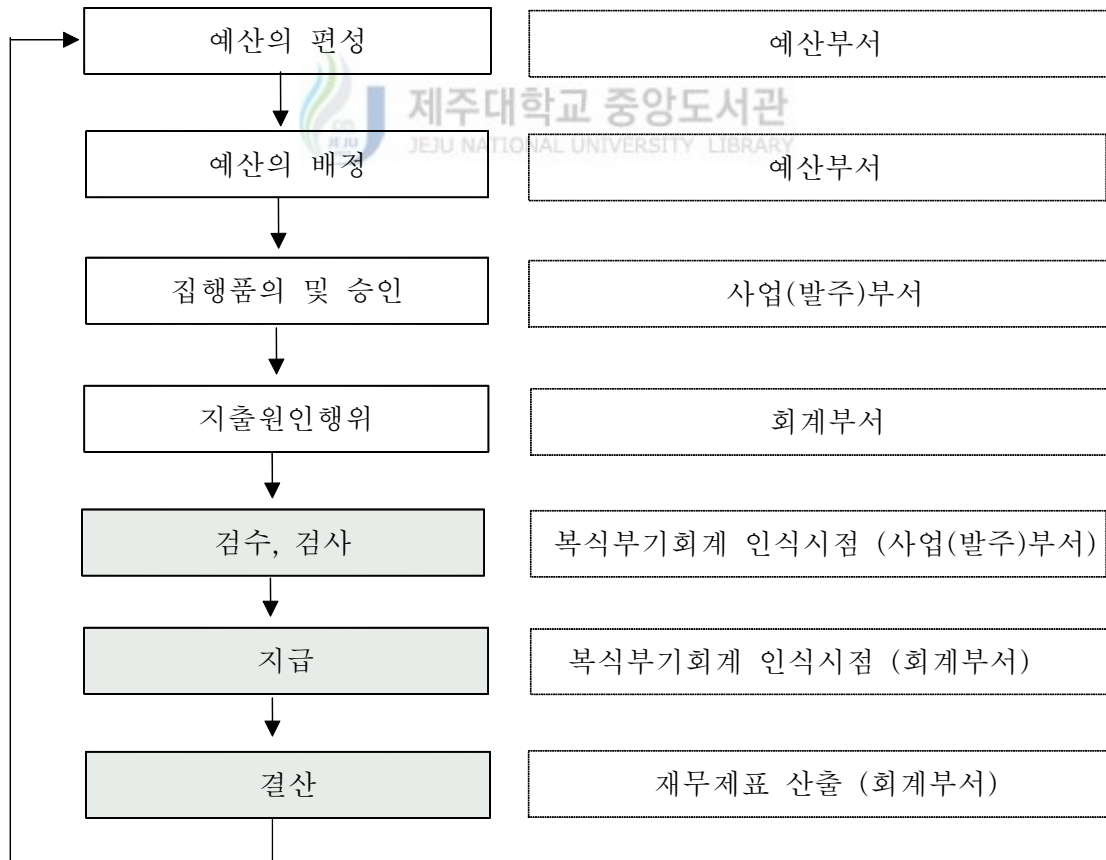 예산의 편성
예산부서
제주대학교 중앙도서관
JEJU NATIONAL UNIVERSITY LIBRARY
JEJU
예산의 배정
예산부서
집행품의 및 승인
사업(발주)부서
지출원인행위
회계부서
검수, 검사
복식부기회계 인식시점 (사업(발주)부서)
지급
복식부기회계 인식시점 (회계부서)
결산
재무제표 산출 (회계부서)